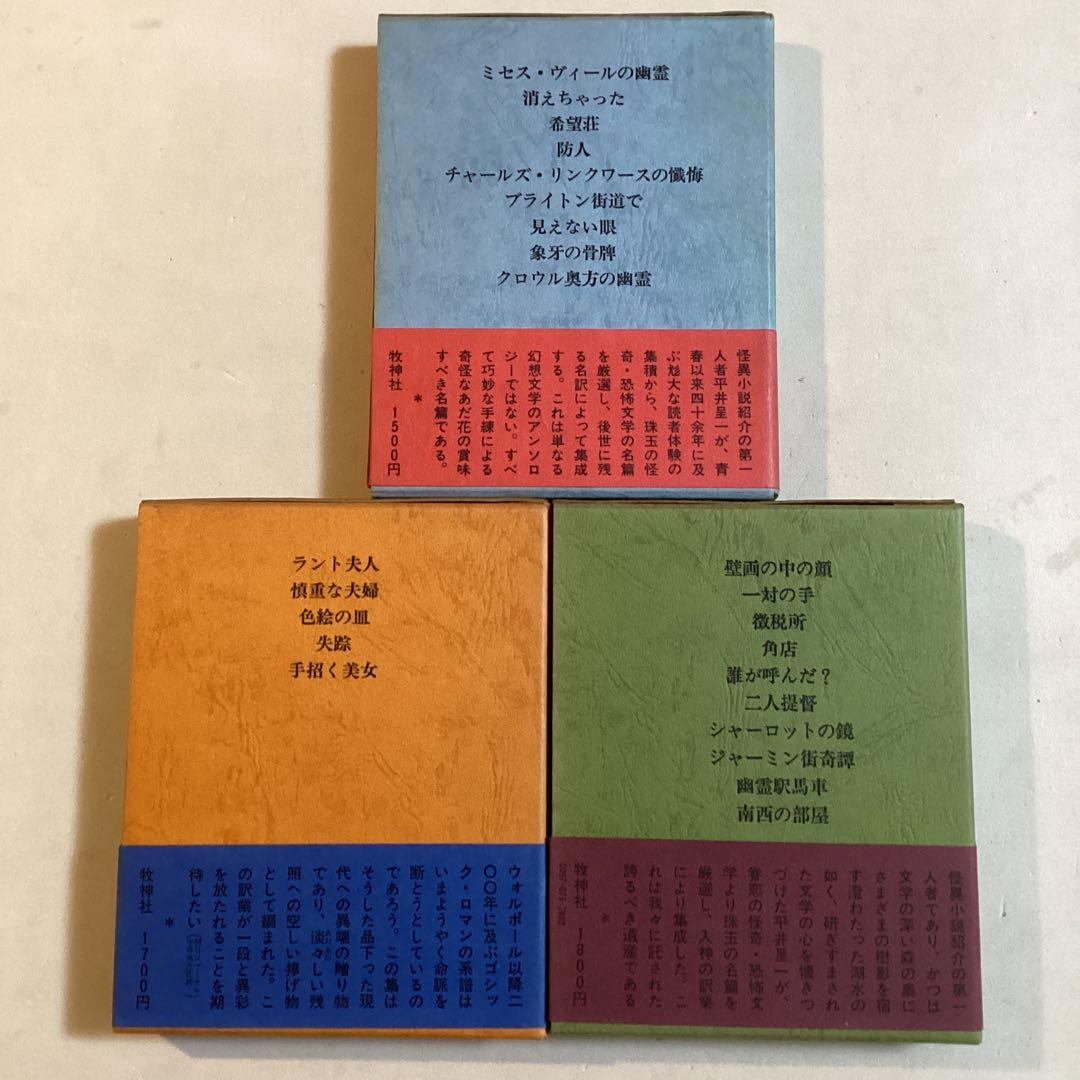 ミセス・ヴィールの幽霊
消えちゃった
希望荘
防人
チャールズ・リンクワースの懺悔
ブライトン街道で
見えない眼
象牙の骨牌
クロウル奥方の幽霊
怪異小説紹介の第一
人者平井呈一が、青
春以来四十余年に及
ぶ尨大な読者体験の
集積から、珠玉の怪
奇・恐怖文学の名篇
を厳選し、後世に残
る名訳によって集成
する。これは単なる
幻想文学のアンソロ
ジーではない。すべ
て巧妙な手練による
奇怪なあだ花の賞味
すべき名篇である。
*
牧神社 1500円
ラント夫人
慎重な夫婦
色絵の皿
失踪
手招く美女
ウォルポール以降二
〇〇年に及ぶゴシッ
ク・ロマンの系譜は
いまようやく命脈を
断とうとしているの
であろう。この集は
そうした品下った現
代への異端の贈り物
であり、淡々しい残
照への空しい捧げ物
として編まれた。こ
の訳業が一段と異彩
を放たれることを期
待したい
*
牧神社 1700円
壁画の中の顔
一対の手
徴税所
角店
誰が呼んだ?
二人提督
シャーロットの鏡
ジャーミン街奇譚
幽霊駅馬車
南西の部屋
怪異小説紹介の第一
人者であり、かつは
文学の深い森の奥に
さまざまの樹影を宿
す澄わたった湖水の
如く、研ぎすまされ
た文学の心を懐きつ
づけた平井呈一が、
鍾愛の怪奇・恐怖文
学より珠玉の名篇を
厳選し、入神の訳業
により集成した。こ
れは我々に託された
誇るべき遺産である
*
牧神社 1800円